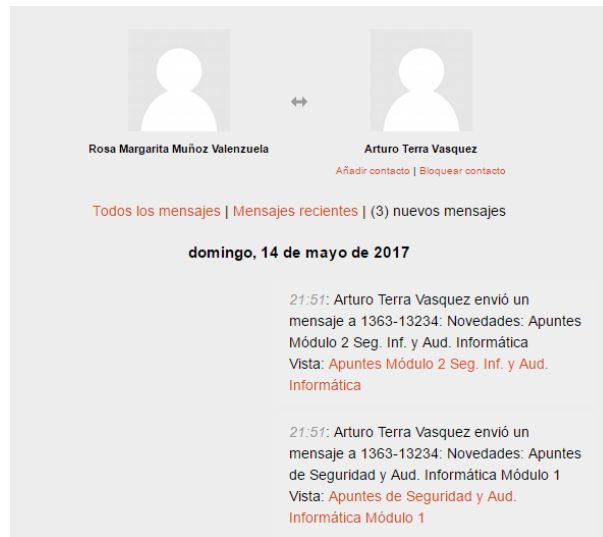 Rosa Margarita Muñoz Valenzuela
Arturo Terra Vasquez
Añadir contacto | Bloquear contacto
Todos los mensajes | Mensajes recientes | (3) nuevos mensajes
domingo, 14 de mayo de 2017
21:51: Arturo Terra Vasquez envió un
mensaje a 1363-13234: Novedades: Apuntes
Módulo 2 Seg. Inf. y Aud. Informática
Vista: Apuntes Módulo 2 Seg. Inf. y Aud.
Informática
21:51: Arturo Terra Vasquez envió un
mensaje a 1363-13234: Novedades: Apuntes
de Seguridad y Aud. Informática Módulo 1
Vista: Apuntes de Seguridad y Aud.
Informática Módulo 1